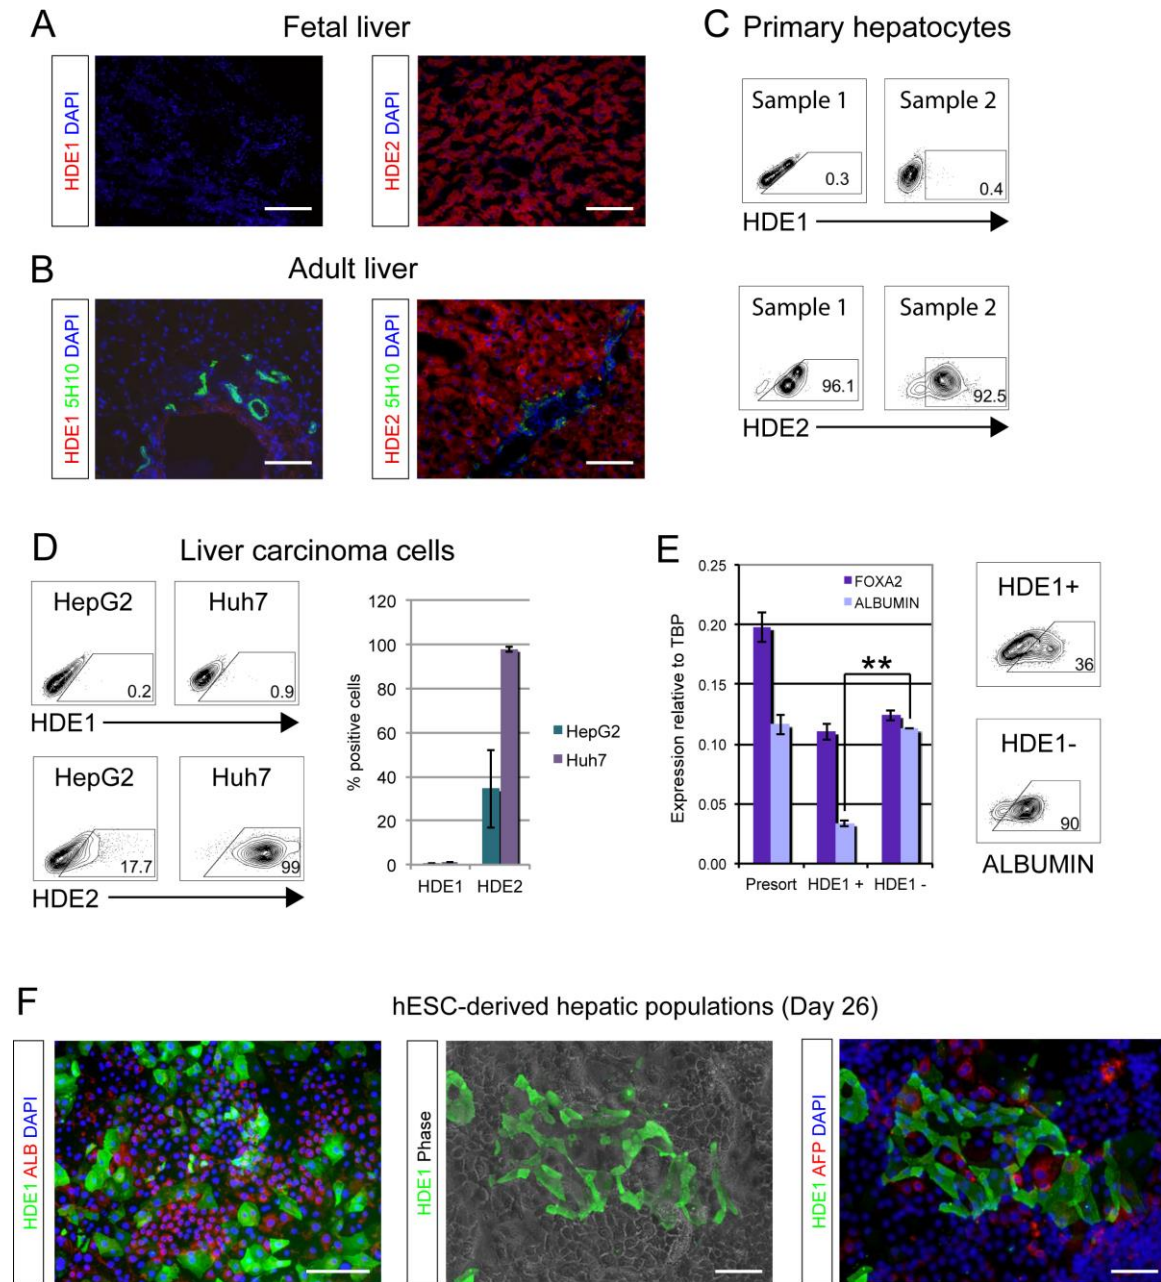 A
Fetal liver
HDE1 DAPI
HDE2 DAPI
B
Adult liver
HDE1 5H10 DAPI
HDE2 5H10 DAPI
C Primary hepatocytes
Sample 1
0.3
Sample 2
0.4
HDE1
Sample 1
96.1
Sample 2
92.5
HDE2
D
Liver carcinoma cells
HepG2
0.2
Huh7
0.9
HDE1
HepG2
17.7
Huh7
99
HDE2
% positive cells
120
100
80
60
40
20
0
HDE1 HDE2
HepG2
Huh7
E
Expression relative to TBP
0.25
0.20
0.15
0.10
0.05
0.00
FOXA2
ALBUMIN
**
Presort HDE1 + HDE1 -
HDE1+
36
HDE1-
90
ALBUMIN
F
hESC-derived hepatic populations (Day 26)
HDE1 ALB DAPI
HDE1 Phase
HDE1 AFP DAPI